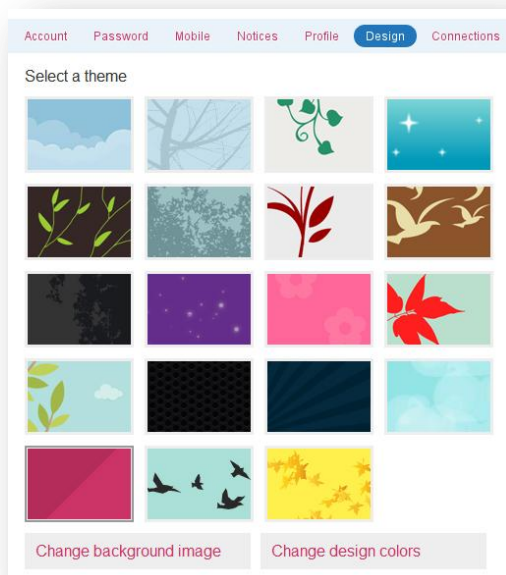 Account Password Mobile Notices Profile Design Connections
Select a theme
Change background image Change design colors